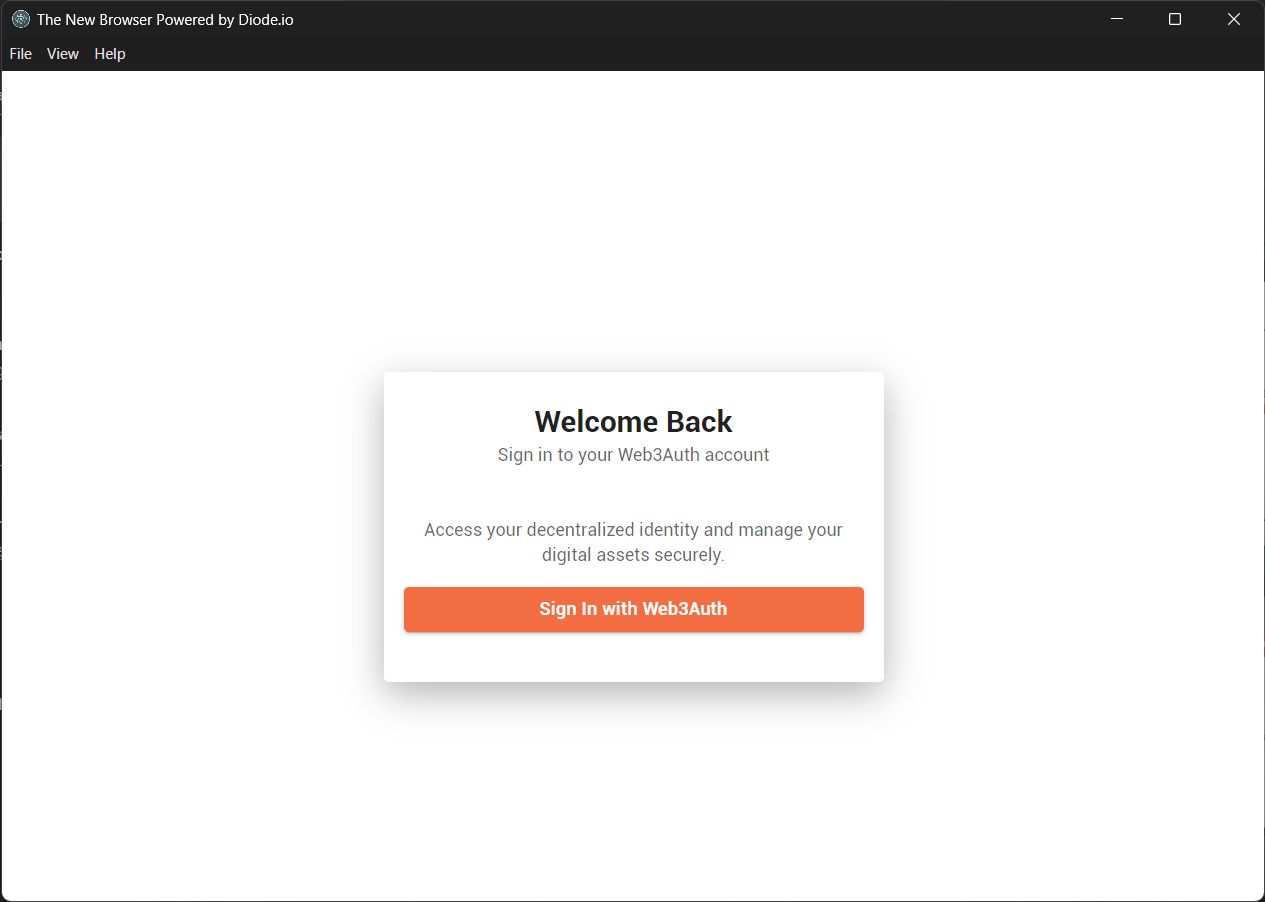 The New Browser Powered by Diode.io
File View Help
Welcome Back
Sign in to your Web3Auth account
Access your decentralized identity and manage your
digital assets securely.
Sign In with Web3Auth